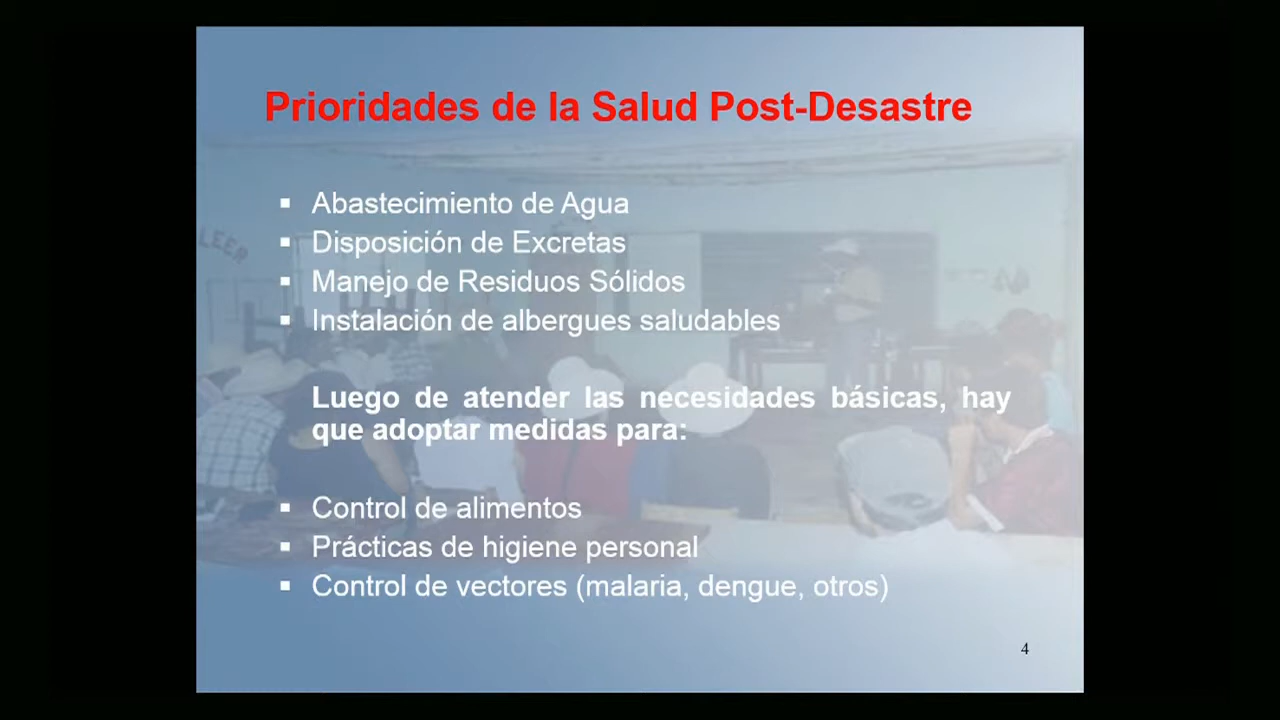 Prioridades de la Salud Post-Desastre
▪ Abastecimiento de Agua
▪ Disposición de Excretas
▪ Manejo de Residuos Sólidos
▪ Instalación de albergues saludables
Luego de atender las necesidades básicas, hay
que adoptar medidas para:
▪ Control de alimentos
▪ Prácticas de higiene personal
▪ Control de vectores (malaria, dengue, otros)
4
LEER